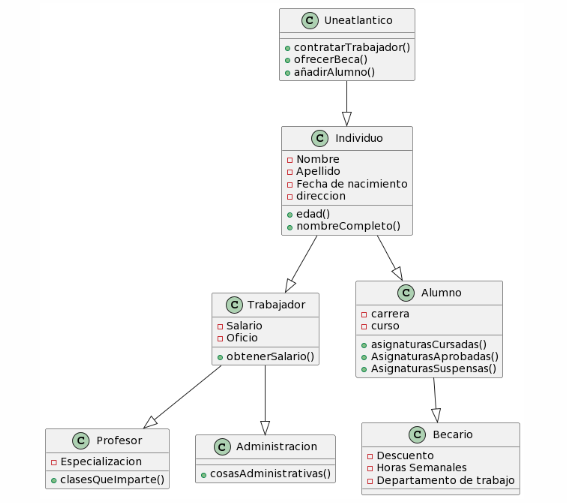 C Uneatlantico
contratarTrabajador()
ofrecerBeca()
añadirAlumno()
C Individuo
Nombre
Apellido
Fecha de nacimiento
direccion
edad()
nombreCompleto()
C Trabajador
Salario
Oficio
obtenerSalario()
C Alumno
carrera
curso
asignaturasCursadas()
AsignaturasAprobadas()
AsignaturasSuspensas()
C Profesor
Especializacion
clasesQueImparte()
C Administracion
cosasAdministrativas()
C Becario
Descuento
Horas Semanales
Departamento de trabajo